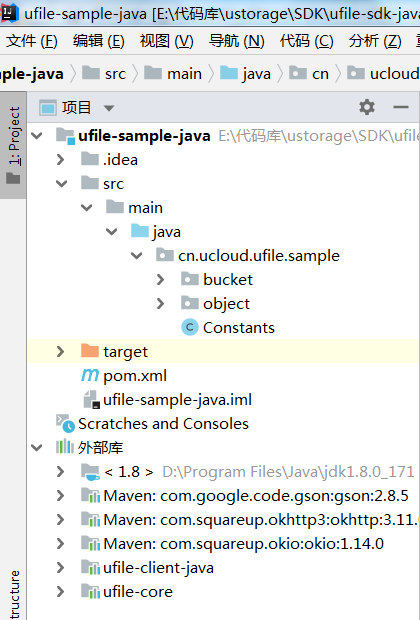 ufile-sample-java [E:\代码库\ustorage\SDK\ufile-sdk-jav
文件 (F) 编辑 (E) 视图 (V) 导航 (N) 代码 (C) 分析 (Z)
ple-java src main java cn ucloud
项目
1: Project
ufile-sample-java E:\代码库\ustorage\SDK\ufile
.idea
src
main
java
cn.ucloud.ufile.sample
bucket
object
Constants
target
pom.xml
ufile-sample-java.iml
Scratches and Consoles
外部库
< 1.8 > D:\Program Files\Java\jdk1.8.0_171
Maven: com.google.code.gson:gson:2.8.5
Maven: com.squareup.okhttp3:okhttp:3.11.0
Maven: com.squareup.okio:okio:1.14.0
ufile-client-java
ufile-core
ructure